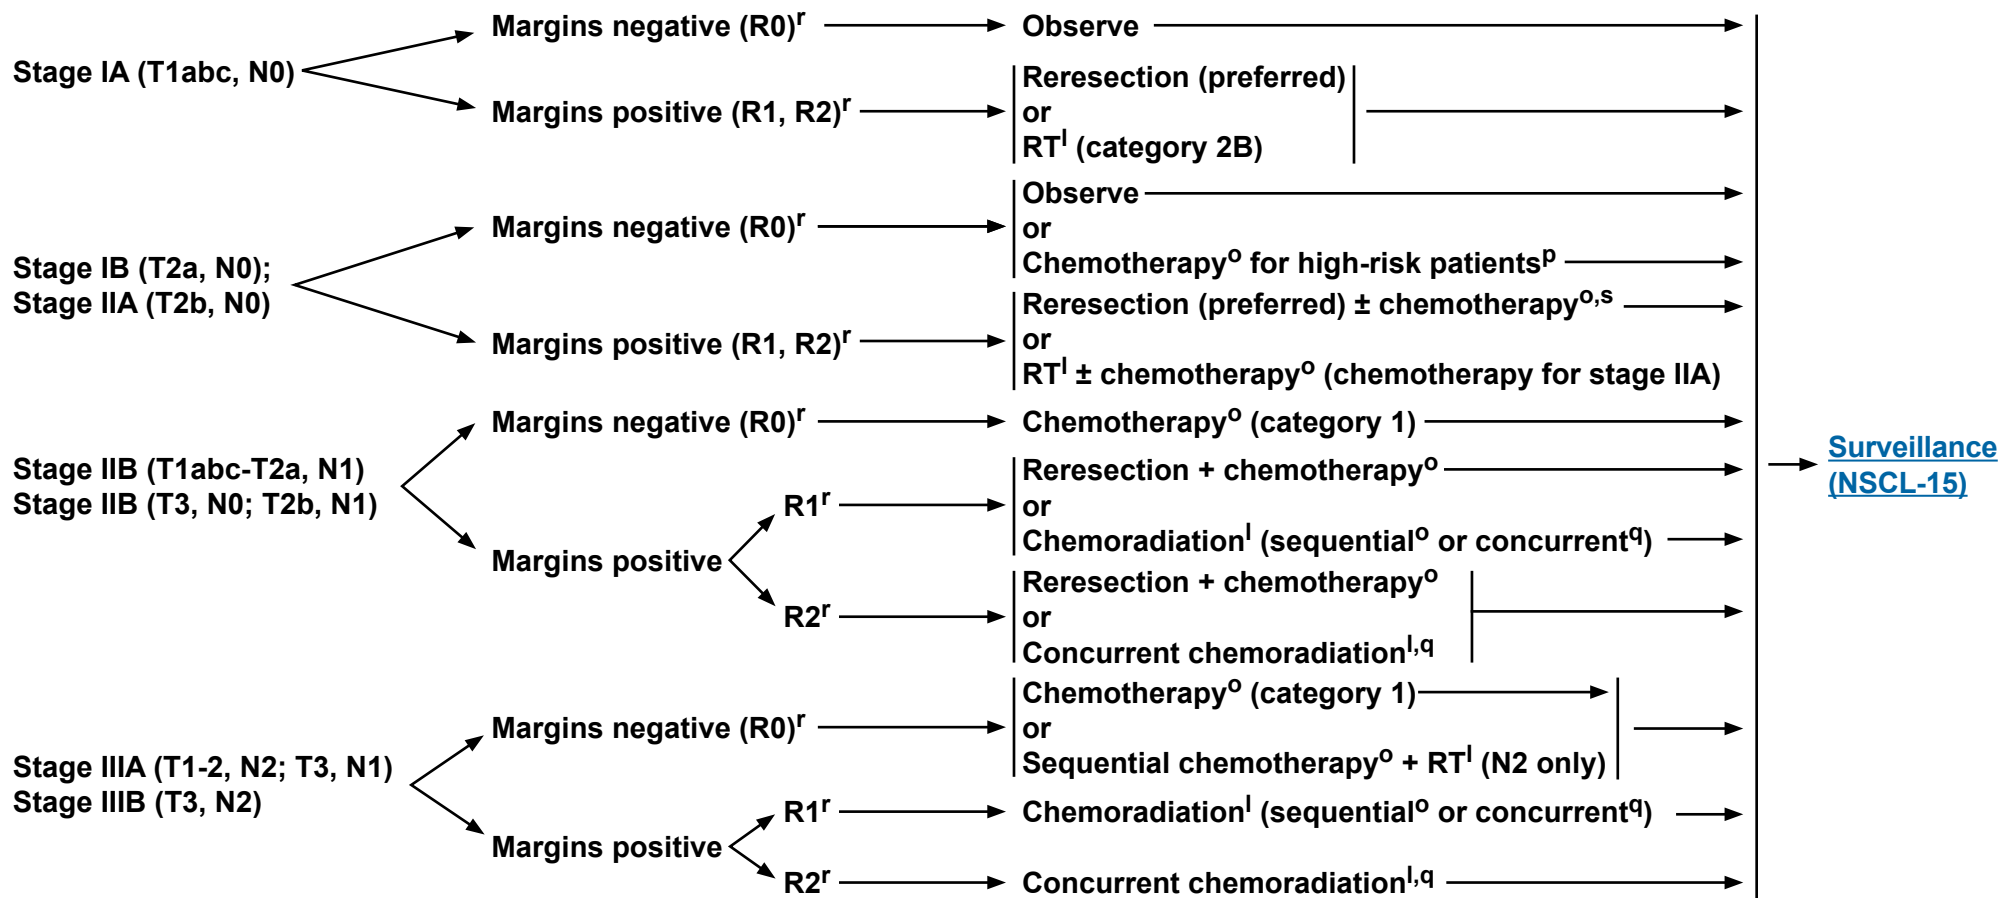 Stage IA (T1abc, N0)
Margins negative (R0)r
Observe
Margins positive (R1, R2)r
Reresection (preferred)
or
RTl (category 2B)
Stage IB (T2a, N0);
Stage IIA (T2b, N0)
Margins negative (R0)r
Observe
or
Chemotherapyo for high-risk patientsp
Margins positive (R1, R2)r
Reresection (preferred) ± chemotherapyo,s
or
RTl ± chemotherapyo (chemotherapy for stage IIA)
Stage IIB (T1abc-T2a, N1)
Stage IIB (T3, N0; T2b, N1)
Margins negative (R0)r
Chemotherapyo (category 1)
Margins positive
R1r
Reresection + chemotherapyo
or
Chemoradiationl (sequentialo or concurrentq)
R2r
Reresection + chemotherapyo
or
Concurrent chemoradiationl,q
Stage IIIA (T1-2, N2; T3, N1)
Stage IIIB (T3, N2)
Margins negative (R0)r
Chemotherapyo (category 1)
or
Sequential chemotherapyo + RTl (N2 only)
Margins positive
R1r
Chemoradiationl (sequentialo or concurrentq)
R2r
Concurrent chemoradiationl,q
Surveillance
(NSCL-15)